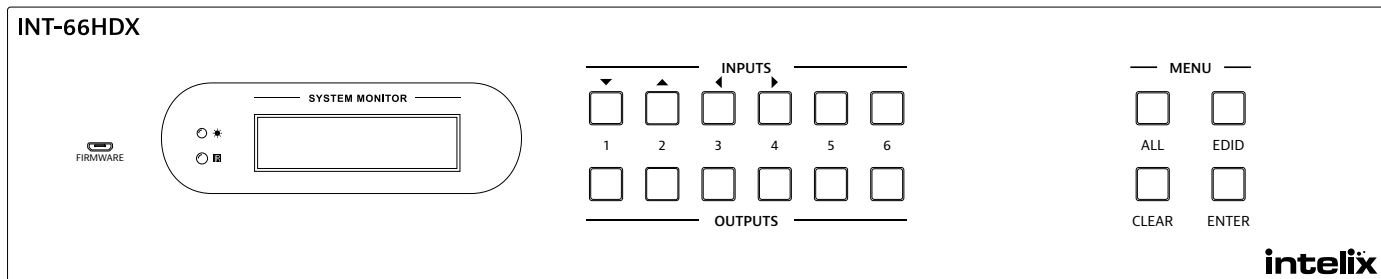 INT-66HDX
SYSTEM MONITOR
IR
FIRMWARE
INPUTS
1 2 3 4 5 6
OUTPUTS
MENU
ALL EDID
CLEAR ENTER
intelix